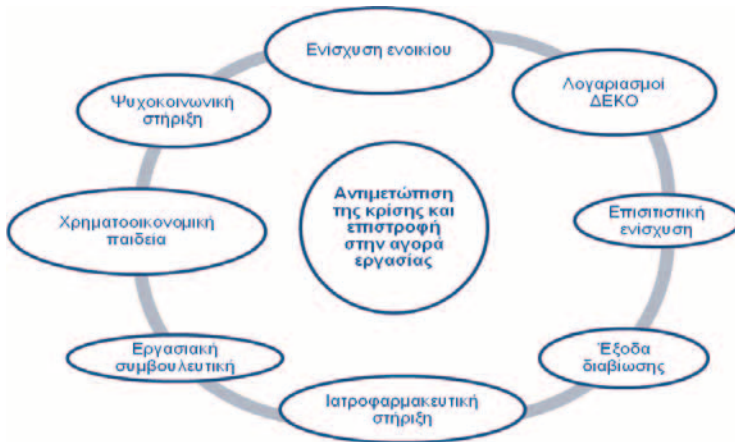 Ενίσχυση ενοικίου
Λογαριασμοί
ΔΕΚΟ
Επισιτιστική
ενίσχυση
Έξοδα
διαβίωσης
Ιατροφαρμακευτική
στήριξη
Εργασιακή
συμβουλευτική
Χρηματοοικονομική
παιδεία
Ψυχοκοινωνική
στήριξη
Αντιμετώπιση
της κρίσης και
επιστροφή
στην αγορά
εργασίας